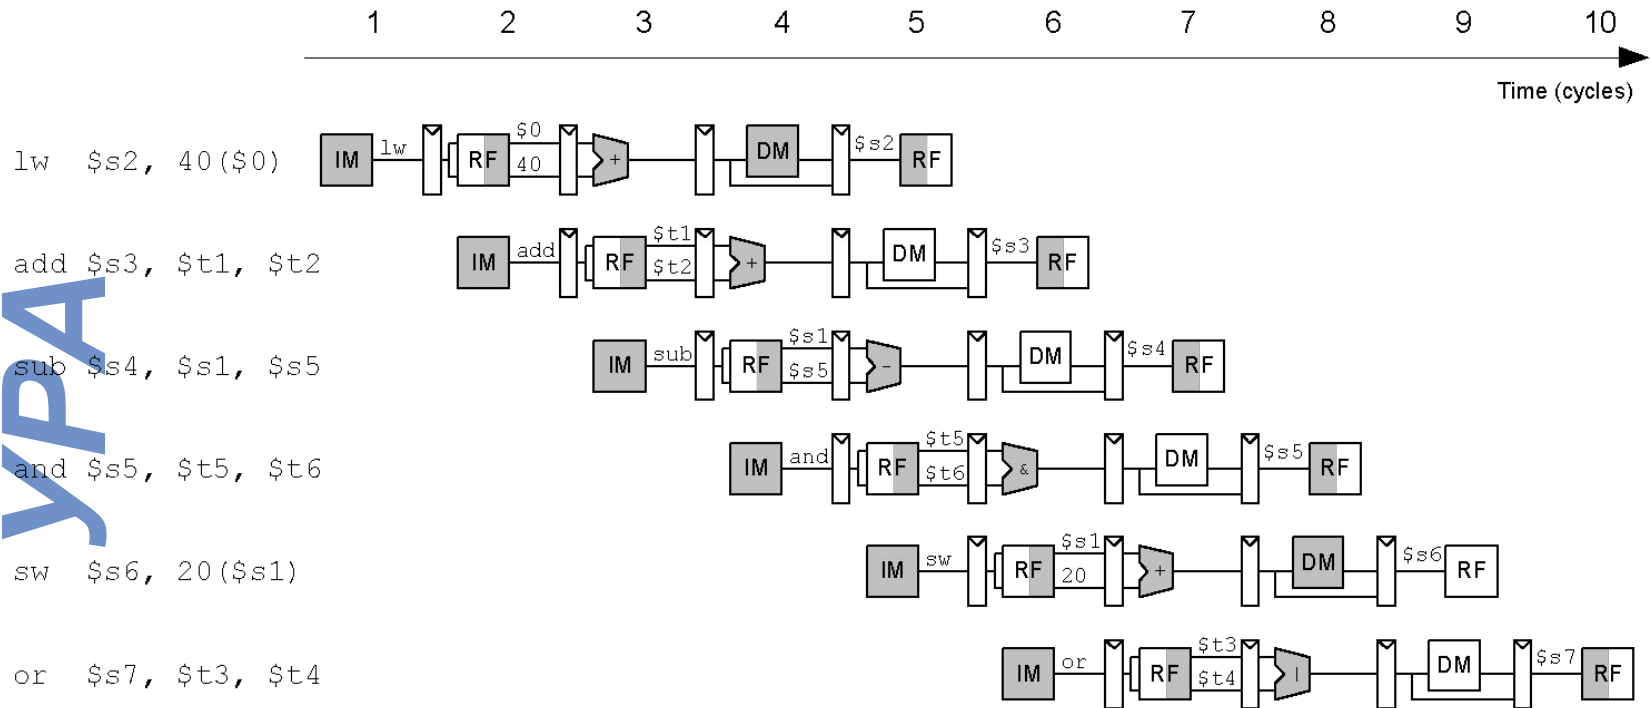 1 2 3 4 5 6 7 8 9 10
Time (cycles)
lw $s2, 40($0) IM lw RF $0 40 + DM $s2 RF
add $s3, $t1, $t2 IM add RF $t1 $t2 + DM $s3 RF
sub $s4, $s1, $s5 IM sub RF $s1 $s5 - DM $s4 RF
and $s5, $t5, $t6 IM and RF $t5 $t6 & DM $s5 RF
sw $s6, 20($s1) IM sw RF $s1 20 + DM $s6 RF
or $s7, $t3, $t4 IM or RF $t3 $t4 | DM $s7 RF
УРА